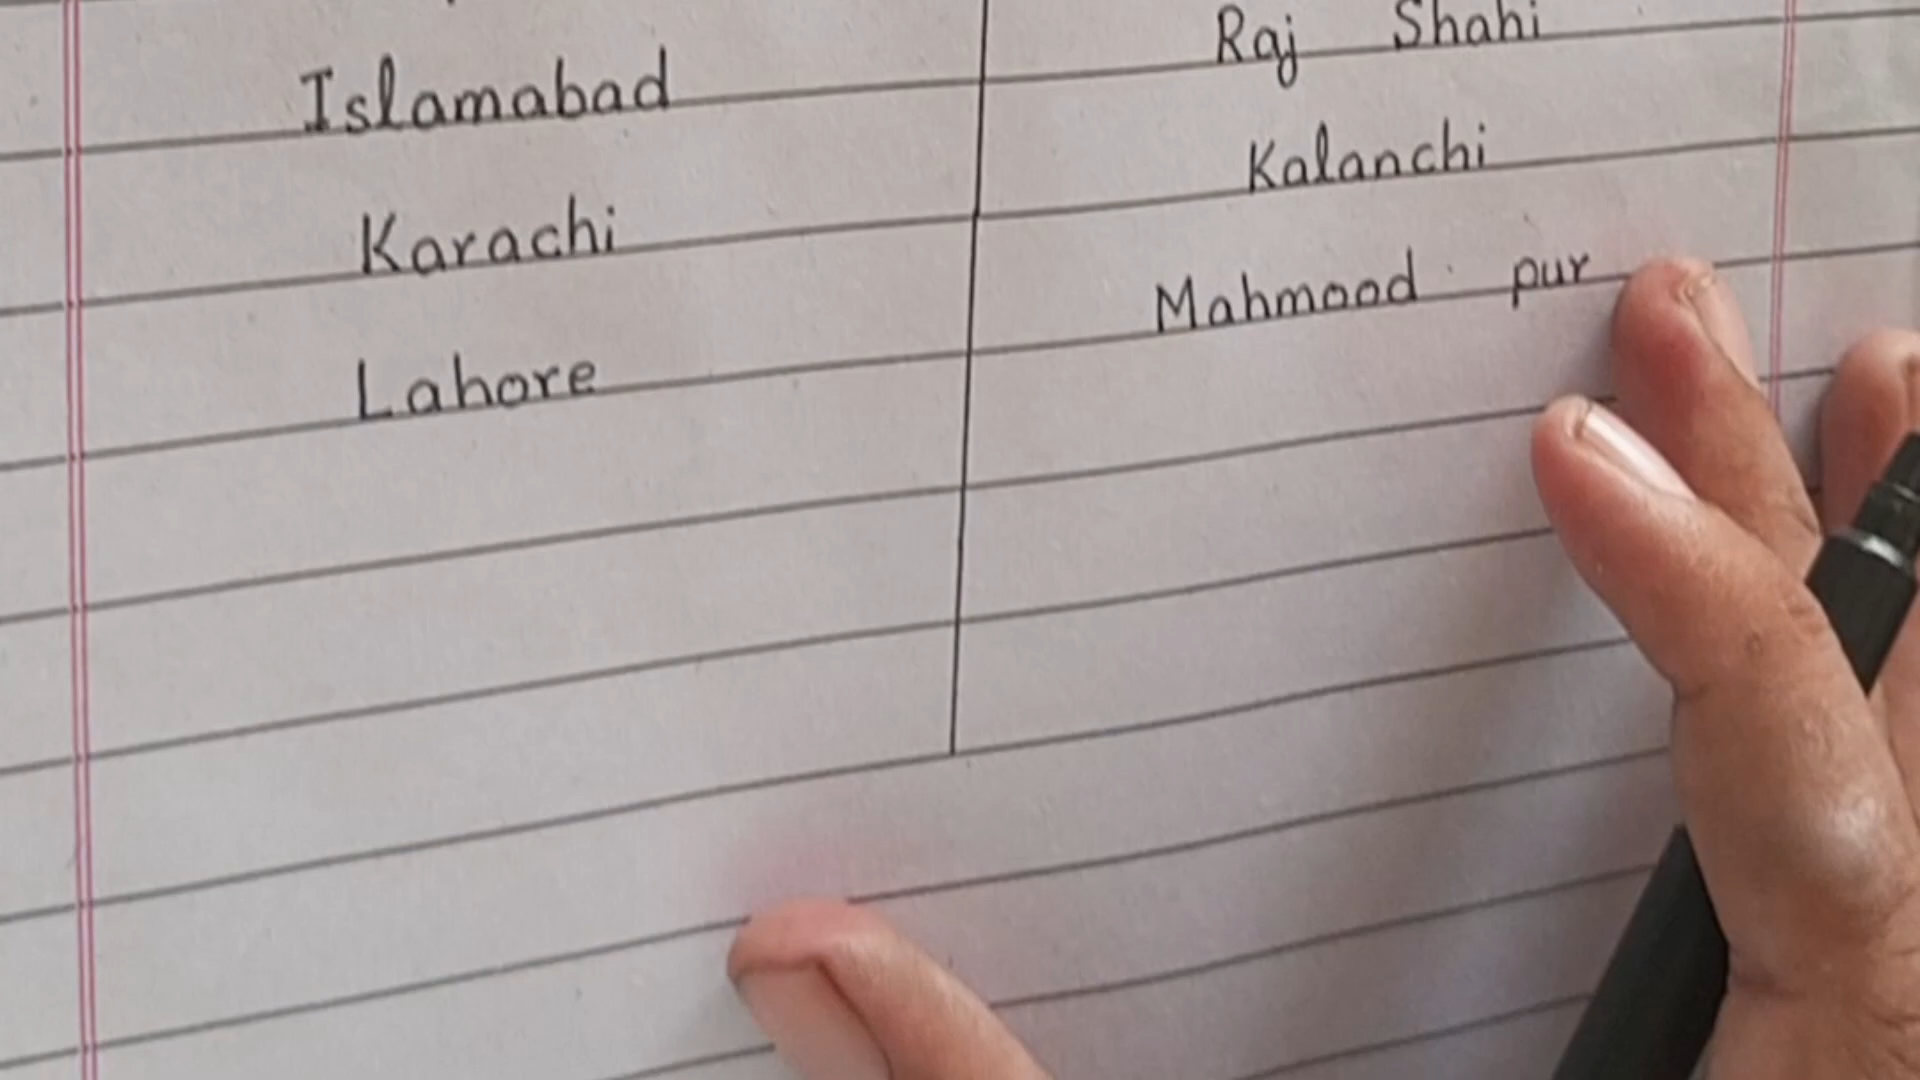 Islamabad
Karachi
Lahore
Raj Shahi
Kalanchi
Mahmood pur